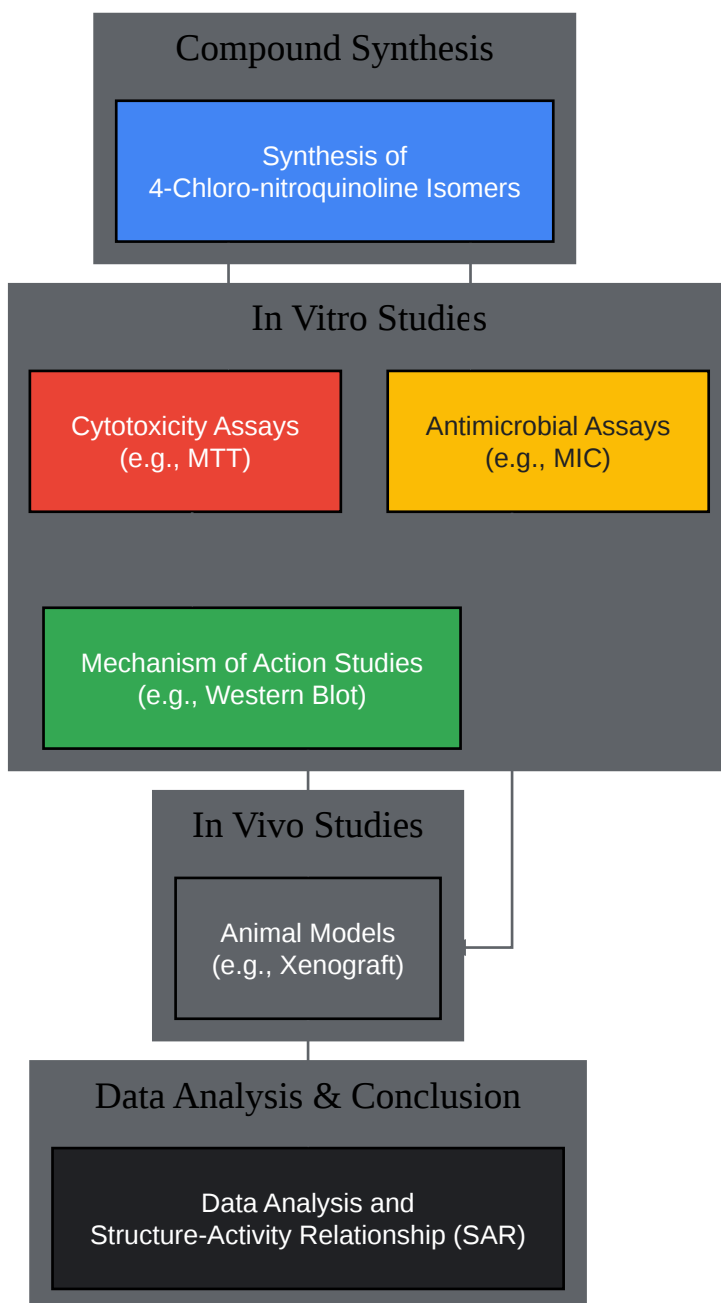 Compound Synthesis
Synthesis of
4-Chloro-nitroquinoline Isomers
In Vitro Studies
Cytotoxicity Assays
(e.g., MTT)
Antimicrobial Assays
(e.g., MIC)
Mechanism of Action Studies
(e.g., Western Blot)
In Vivo Studies
Animal Models
(e.g., Xenograft)
Data Analysis & Conclusion
Data Analysis and
Structure-Activity Relationship (SAR)